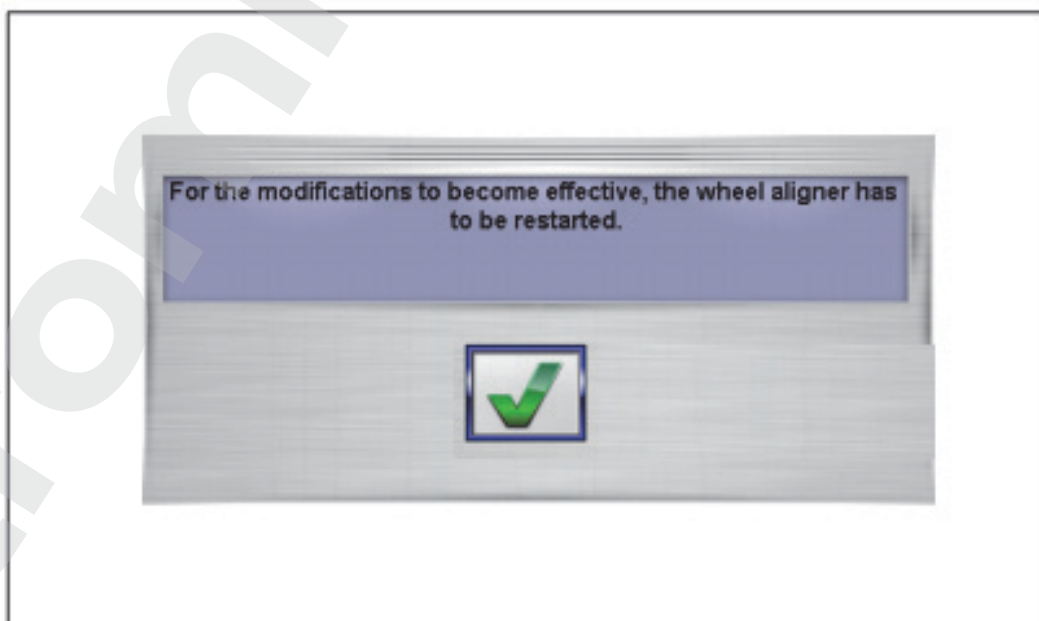 For the modifications to become effective, the wheel aligner has
to be restarted.